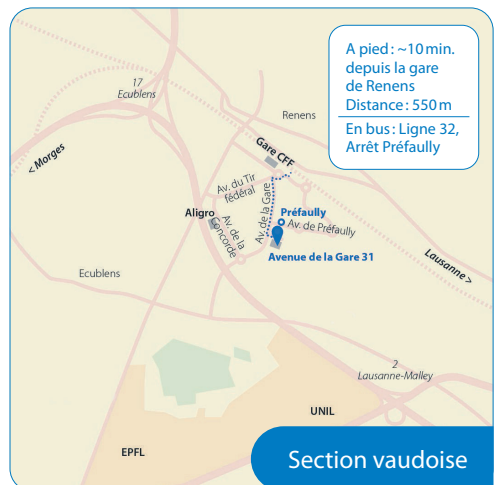 A pied : ~10 min.
depuis la gare
de Renens
Distance : 550 m
En bus : Ligne 32,
Arrêt Préfaully
17
Ecublens
Renens
< Morges
Gare CFF
Av. du Tir
fédéral
Av. de la Gare
Aligro
Av. de la
Concorde
Préfaully
Av. de Préfaully
Avenue de la Gare 31
Lausanne >
Ecublens
2
Lausanne-Malley
UNIL
EPFL
Section vaudoise